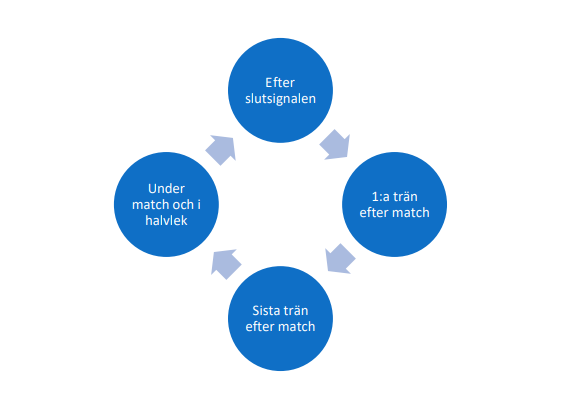 Efter
slutsignalen
1:a trän
efter match
Sista trän
efter match
Under
match och i
halvlek